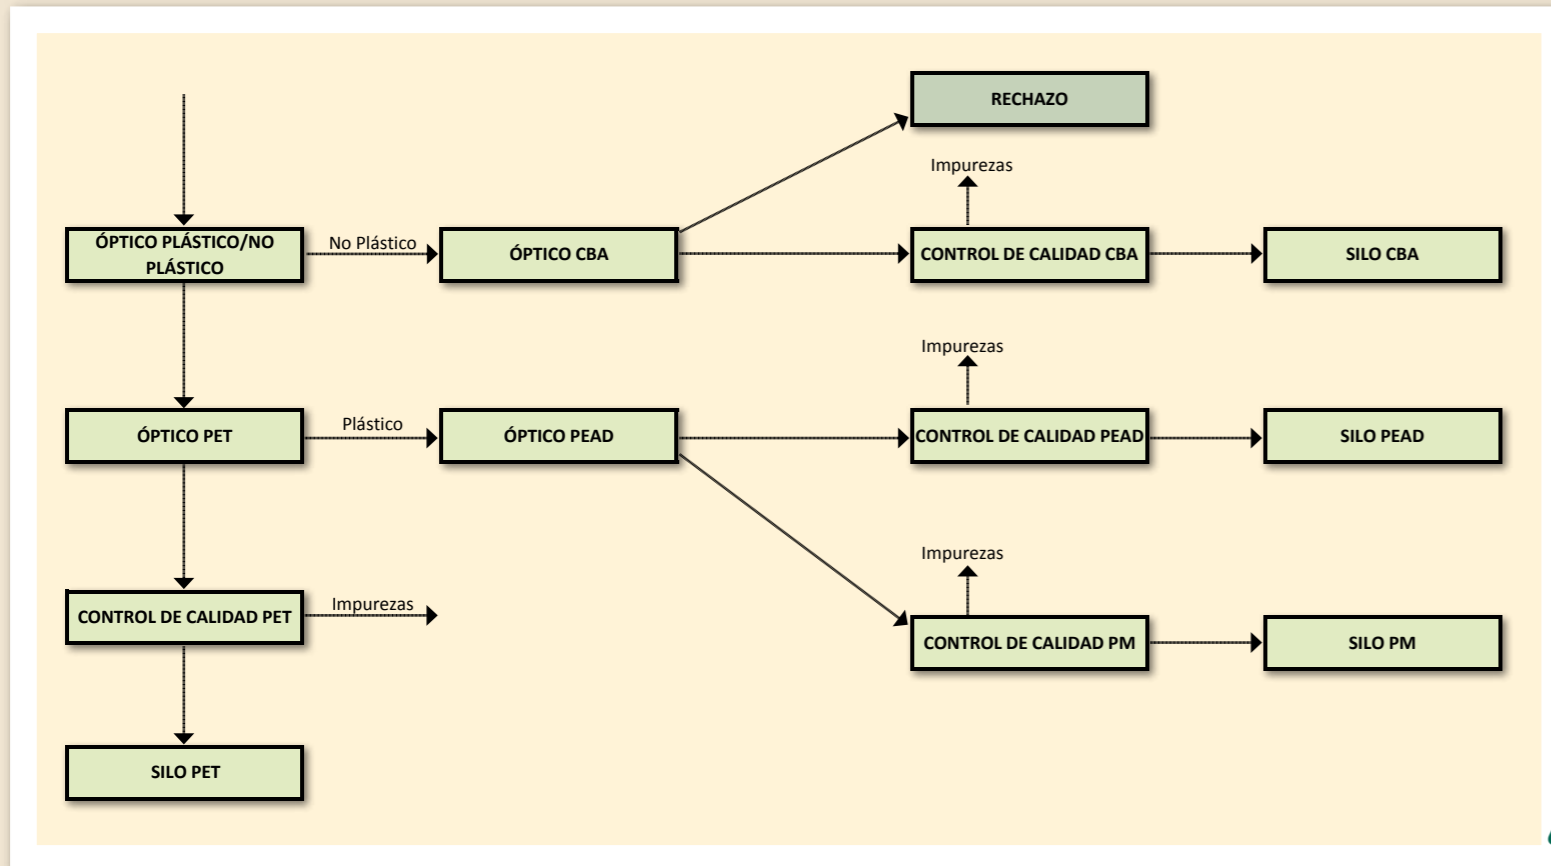 RECHAZO
Impurezas
ÓPTICO PLÁSTICO/NO
PLÁSTICO
No Plástico
ÓPTICO CBA
CONTROL DE CALIDAD CBA
SILO CBA
Impurezas
ÓPTICO PET
Plástico
ÓPTICO PEAD
CONTROL DE CALIDAD PEAD
SILO PEAD
Impurezas
CONTROL DE CALIDAD PET
Impurezas
CONTROL DE CALIDAD PM
SILO PM
SILO PET